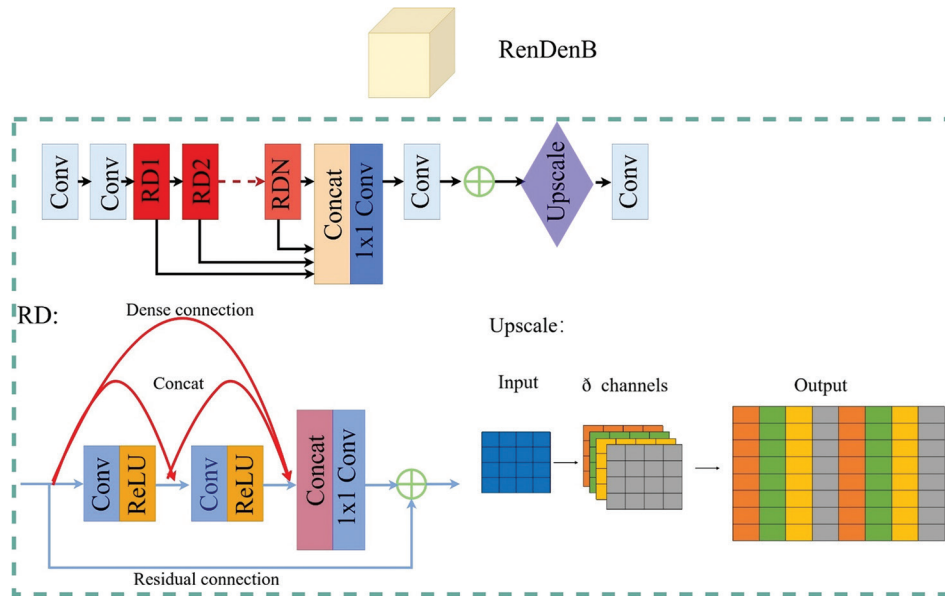 RenDenB
Conv
Conv
RD1
RD2
RDN
Concat
1x1 Conv
Conv
Upscale
Conv
RD:
Dense connection
Concat
Conv
ReLU
Conv
ReLU
Concat
1x1 Conv
Residual connection
Upscale:
Input
ð channels
Output